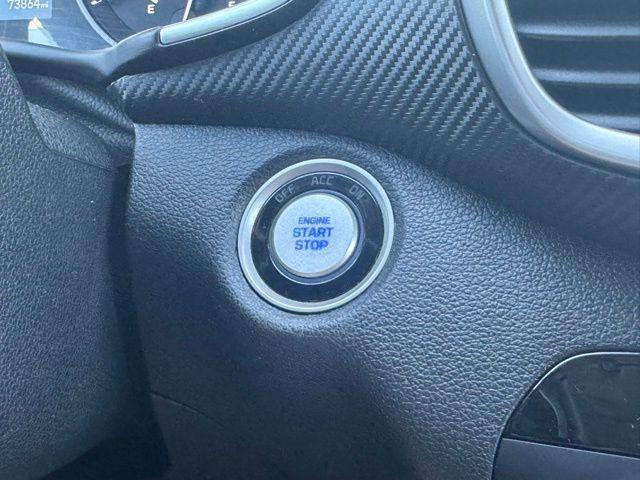 73864mi
E
OFF ACC ON
ENGINE
START
STOP